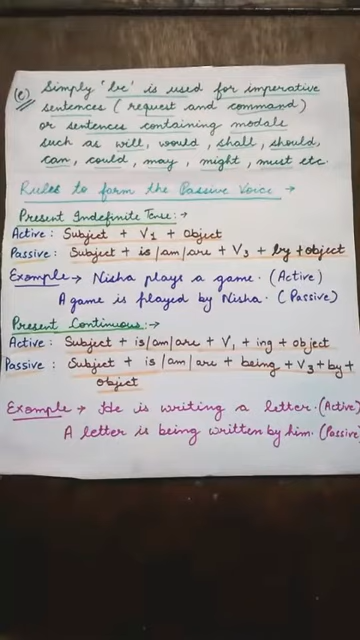 (e) Simply 'be' is used for imperative
sentences (request and command)
or sentences containing modals
such as will, would, shall, should,
can, could, may, might, must etc.
Rules to form the Passive Voice →
Present Indefinite Tense :→
Active : Subject + V1 + Object
Passive : Subject + is/am/are + V3 + by + object
Example → Nisha plays a game. (Active)
A game is played by Nisha. (Passive)
Present Continuous :→
Active : Subject + is/am/are + V1 + ing + object
Passive : Subject + is/am/are + being + V3 + by +
object
Example → He is writing a letter. (Active)
A letter is being written by him. (Passive)